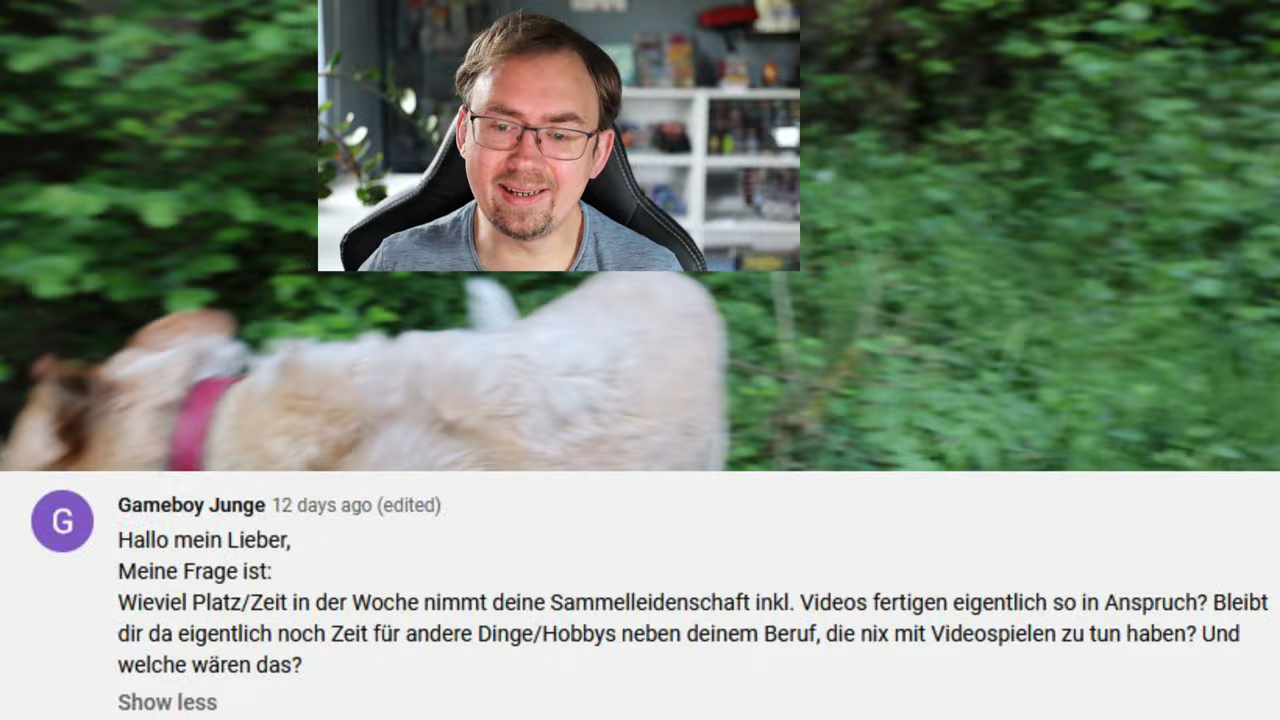 G
Gameboy Junge 12 days ago (edited)
Hallo mein Lieber,
Meine Frage ist:
Wieviel Platz/Zeit in der Woche nimmt deine Sammelleidenschaft inkl. Videos fertigen eigentlich so in Anspruch? Bleibt
dir da eigentlich noch Zeit für andere Dinge/Hobbys neben deinem Beruf, die nix mit Videospielen zu tun haben? Und
welche wären das?
Show less